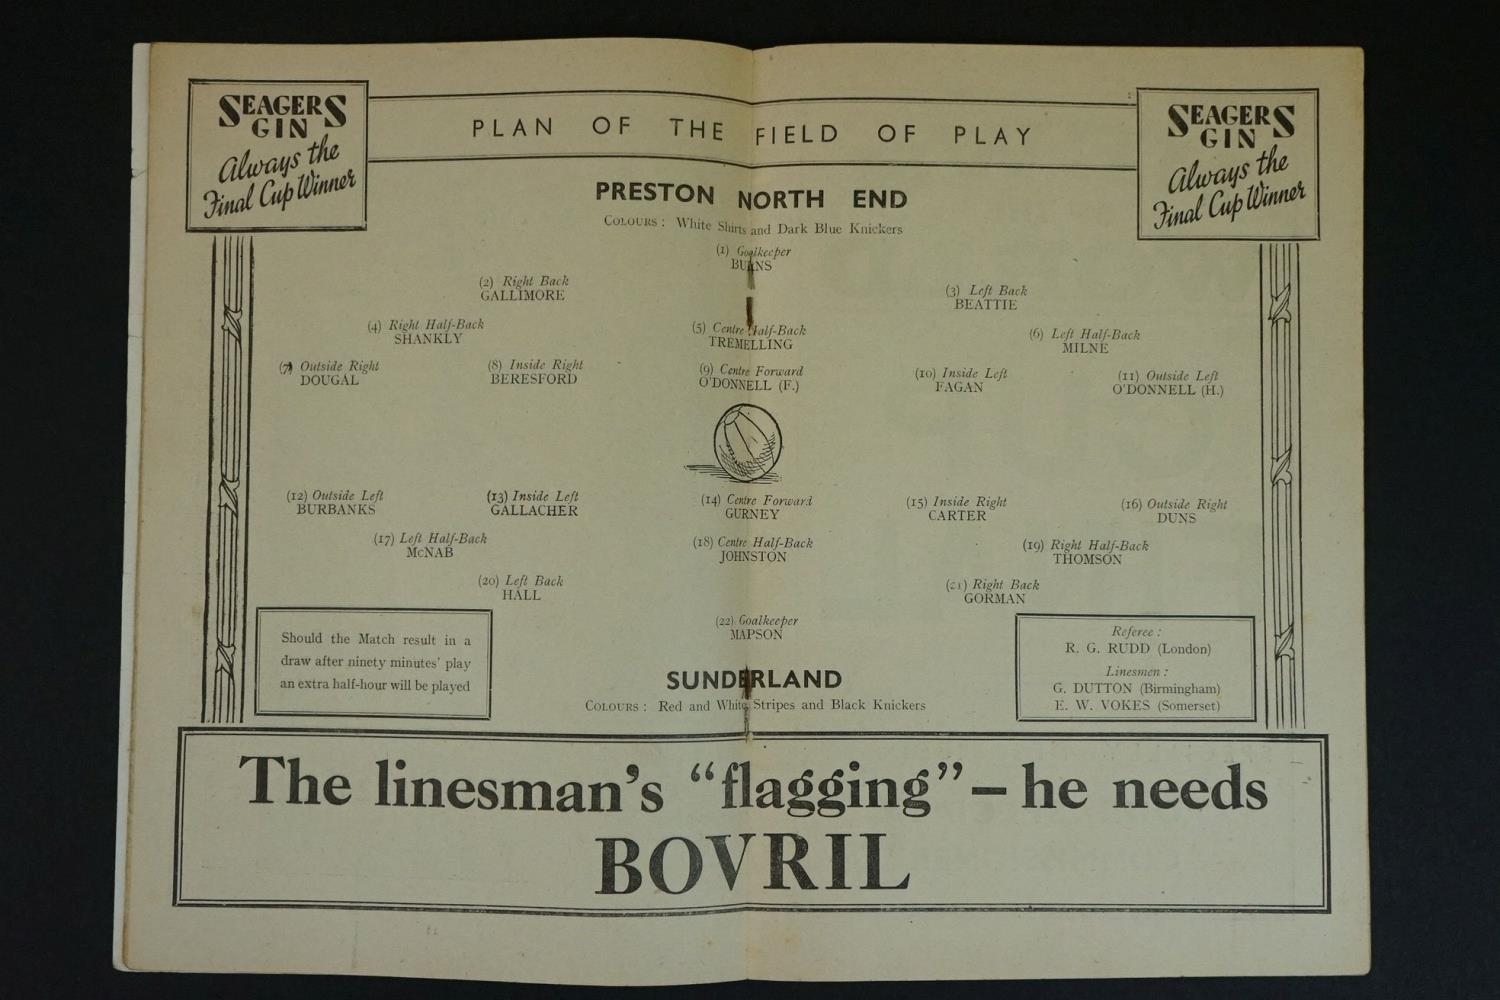 SEAGERS
GIN
Always the
Final Cup Winner
PLAN OF THE FIELD OF PLAY
SEAGERS
GIN
Always the
Final Cup Winner
PRESTON NORTH END
COLOURS : White Shirts and Dark Blue Knickers
(1) Goalkeeper
BURNS
(2) Right Back
GALLIMORE
(3) Left Back
BEATTIE
(4) Right Half-Back
SHANKLY
(5) Centre Half-Back
TREMELLING
(6) Left Half-Back
MILNE
(7) Outside Right
DOUGAL
(8) Inside Right
BERESFORD
(9) Centre Forward
O'DONNELL (F.)
(10) Inside Left
FAGAN
(11) Outside Left
O'DONNELL (H.)
(12) Outside Left
BURBANKS
(13) Inside Left
GALLACHER
(14) Centre Forward
GURNEY
(15) Inside Right
CARTER
(16) Outside Right
DUNS
(17) Left Half-Back
McNAB
(18) Centre Half-Back
JOHNSTON
(19) Right Half-Back
THOMSON
(20) Left Back
HALL
(21) Right Back
GORMAN
(22) Goalkeeper
MAPSON
Should the Match result in a
draw after ninety minutes' play
an extra half-hour will be played
SUNDERLAND
COLOURS : Red and White Stripes and Black Knickers
Referee :
R. G. RUDD (London)
Linesmen :
G. DUTTON (Birmingham)
E. W. VOKES (Somerset)
The linesman's "flagging" — he needs
BOVRIL